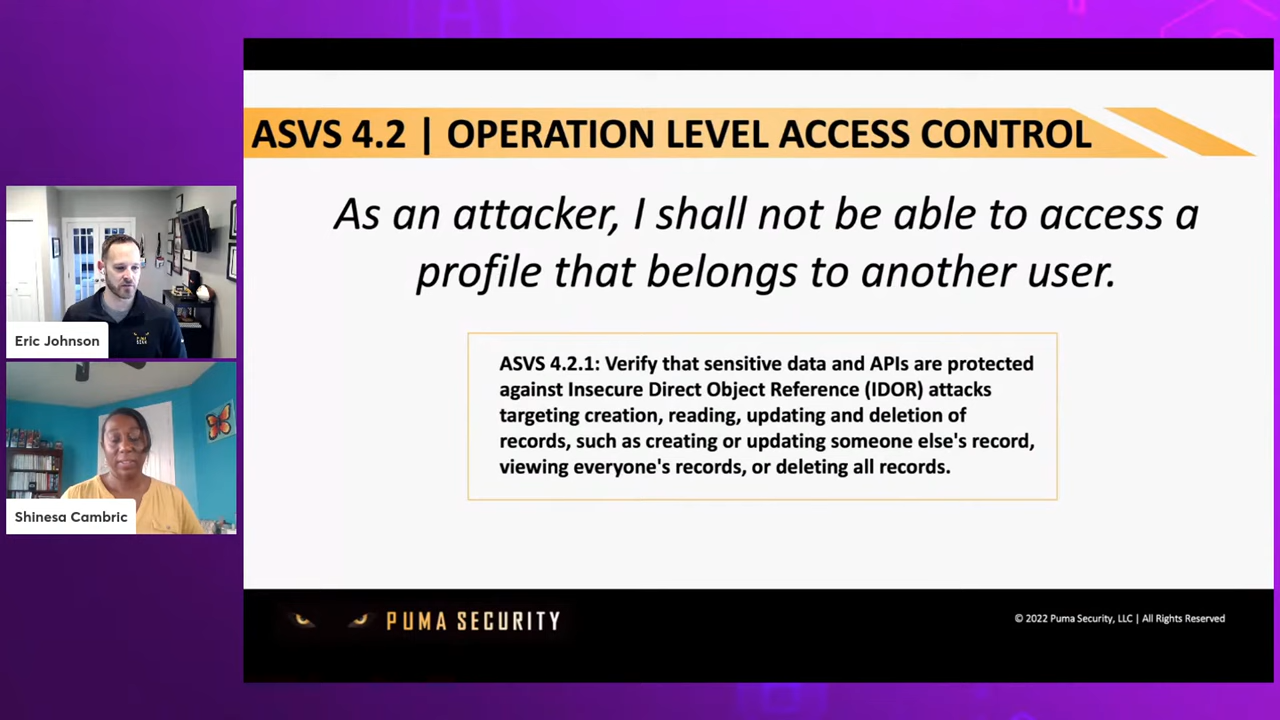 ASVS 4.2 | OPERATION LEVEL ACCESS CONTROL
As an attacker, I shall not be able to access a
profile that belongs to another user.
ASVS 4.2.1: Verify that sensitive data and APIs are protected
against Insecure Direct Object Reference (IDOR) attacks
targeting creation, reading, updating and deletion of
records, such as creating or updating someone else's record,
viewing everyone's records, or deleting all records.
Eric Johnson
Shinesa Cambric
PUMA SECURITY
© 2022 Puma Security, LLC | All Rights Reserved